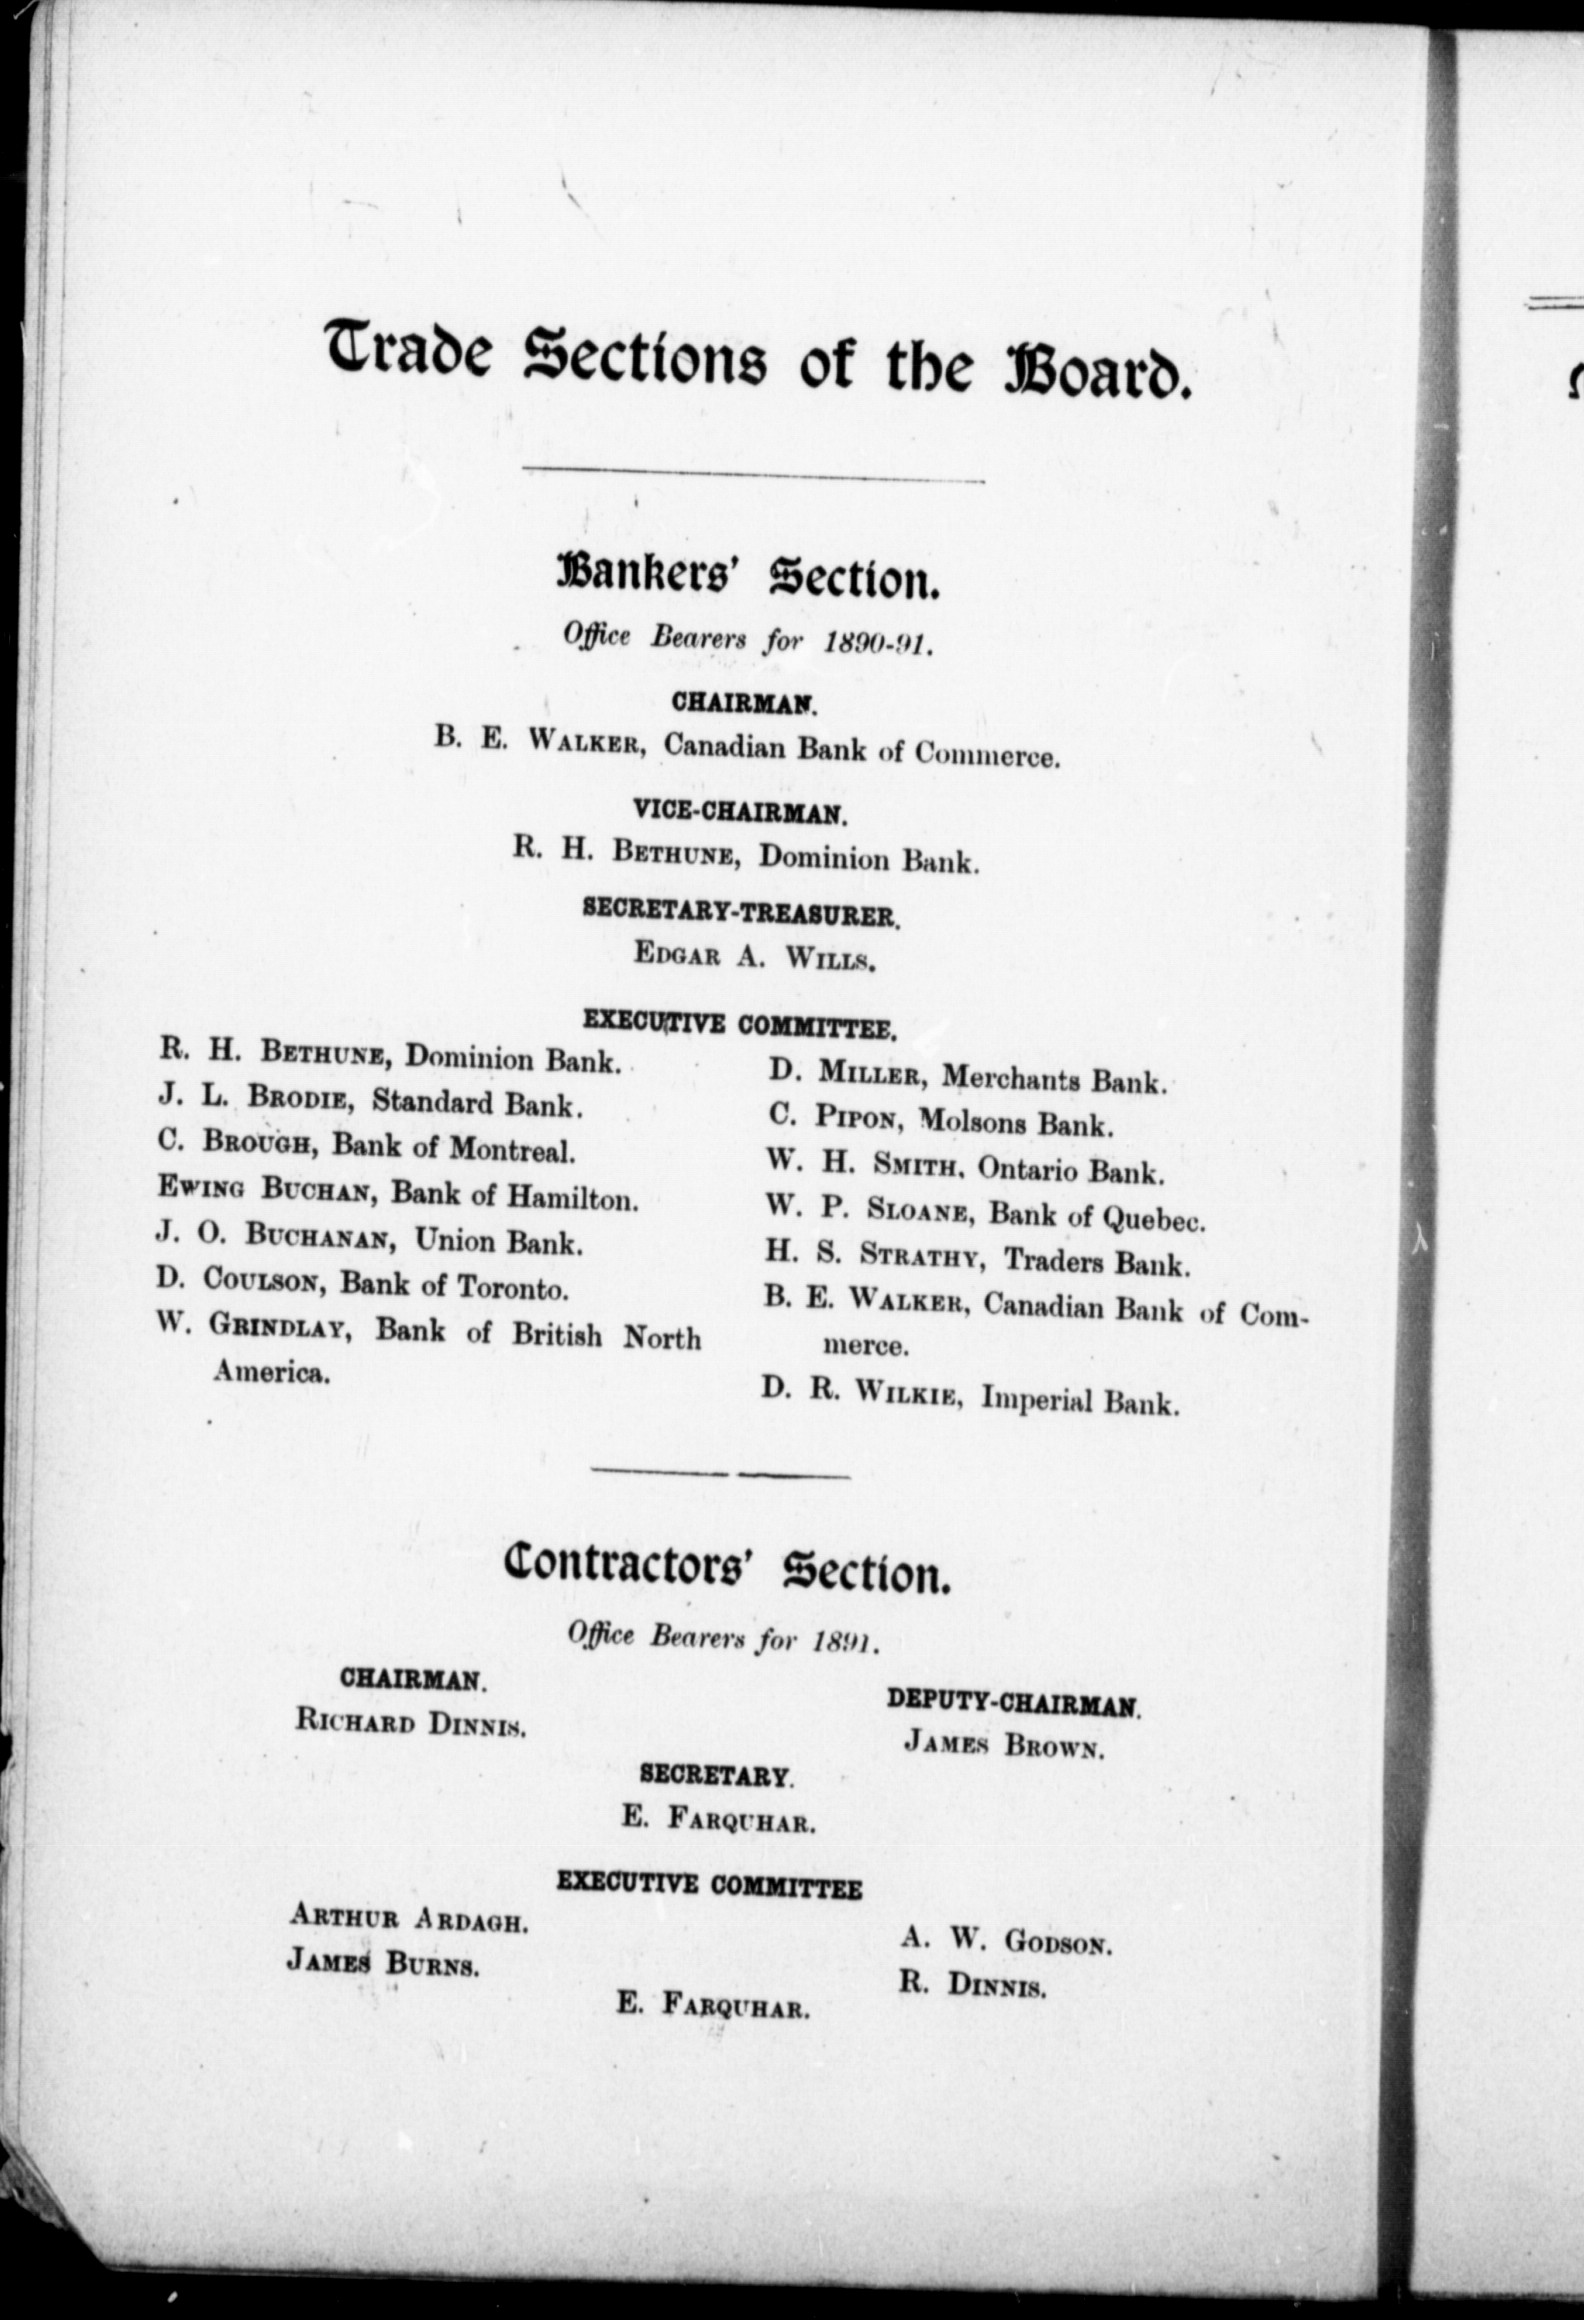 Trade Sections of the Board.
Bankers' Section.
Office Bearers for 1890-91.
CHAIRMAN.
B. E. WALKER, Canadian Bank of Commerce.
VICE-CHAIRMAN.
R. H. BETHUNE, Dominion Bank.
SECRETARY-TREASURER.
EDGAR A. WILLS.
EXECUTIVE COMMITTEE.
R. H. BETHUNE, Dominion Bank.
J. L. BRODIE, Standard Bank.
C. BROUGH, Bank of Montreal.
EWING BUCHAN, Bank of Hamilton.
J. O. BUCHANAN, Union Bank.
D. COULSON, Bank of Toronto.
W. GRINDLAY, Bank of British North
America.
D. MILLER, Merchants Bank.
C. PIPON, Molsons Bank.
W. H. SMITH, Ontario Bank.
W. P. SLOANE, Bank of Quebec.
H. S. STRATHY, Traders Bank.
B. E. WALKER, Canadian Bank of Com-
merce.
D. R. WILKIE, Imperial Bank.
Contractors' Section.
Office Bearers for 1891.
CHAIRMAN.
RICHARD DINNIS.
DEPUTY-CHAIRMAN.
JAMES BROWN.
SECRETARY.
E. FARQUHAR.
EXECUTIVE COMMITTEE
ARTHUR ARDAGH.
JAMES BURNS.
A. W. GODSON.
R. DINNIS.
E. FARQUHAR.